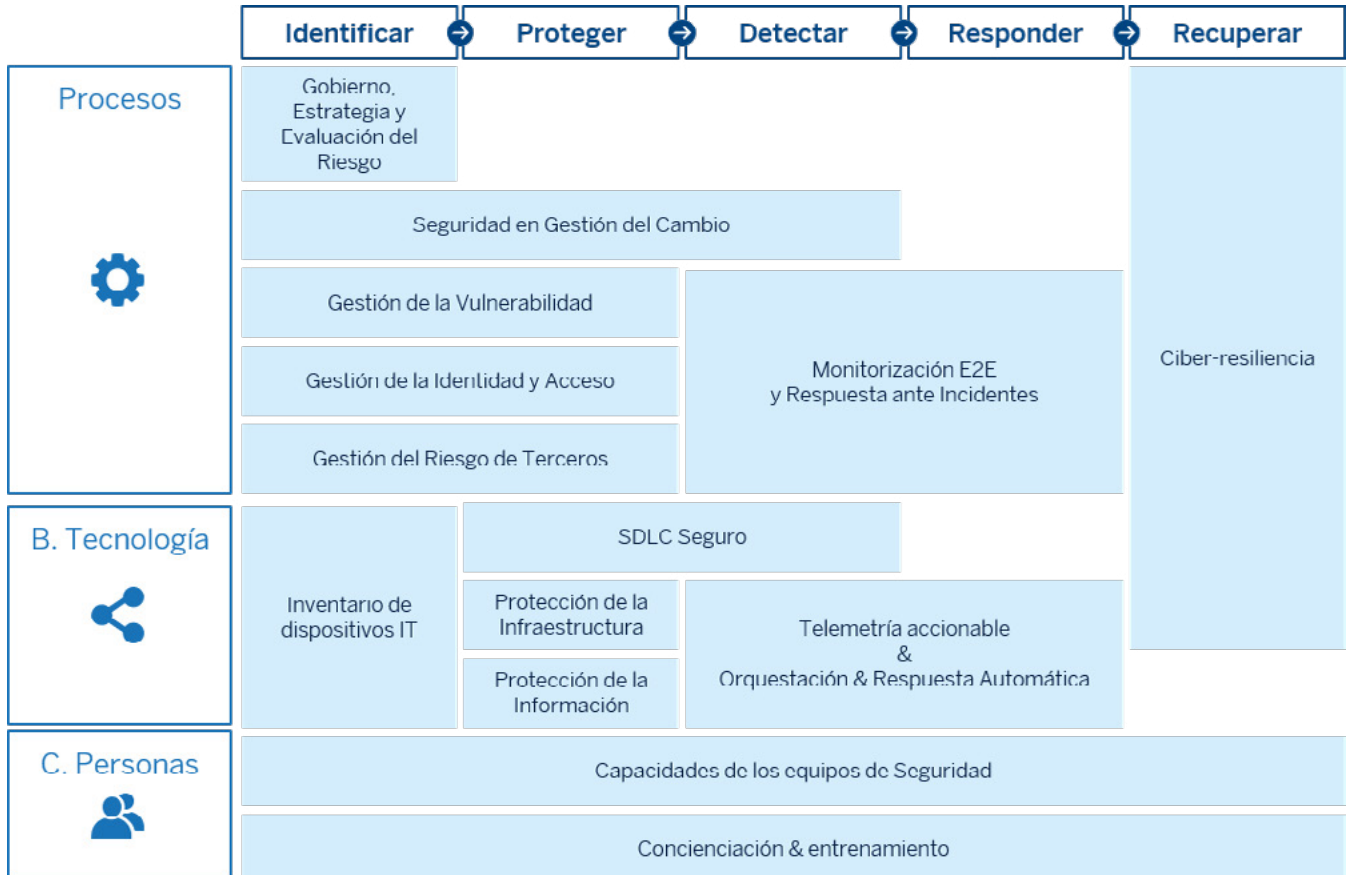 Identificar
Proteger
Detectar
Responder
Recuperar
Procesos
Gobierno,
Estrategia y
Evaluación del
Riesgo
Seguridad en Gestión del Cambio
Gestión de la Vulnerabilidad
Gestión de la Identidad y Acceso
Gestión del Riesgo de Terceros
Monitorización E2E
y Respuesta ante Incidentes
Ciber-resiliencia
B. Tecnología
Inventario de
dispositivos IT
SDLC Seguro
Protección de la
Infraestructura
Protección de la
Información
Telemetría accionable
&
Orquestación & Respuesta Automática
C. Personas
Capacidades de los equipos de Seguridad
Concienciación & entrenamiento